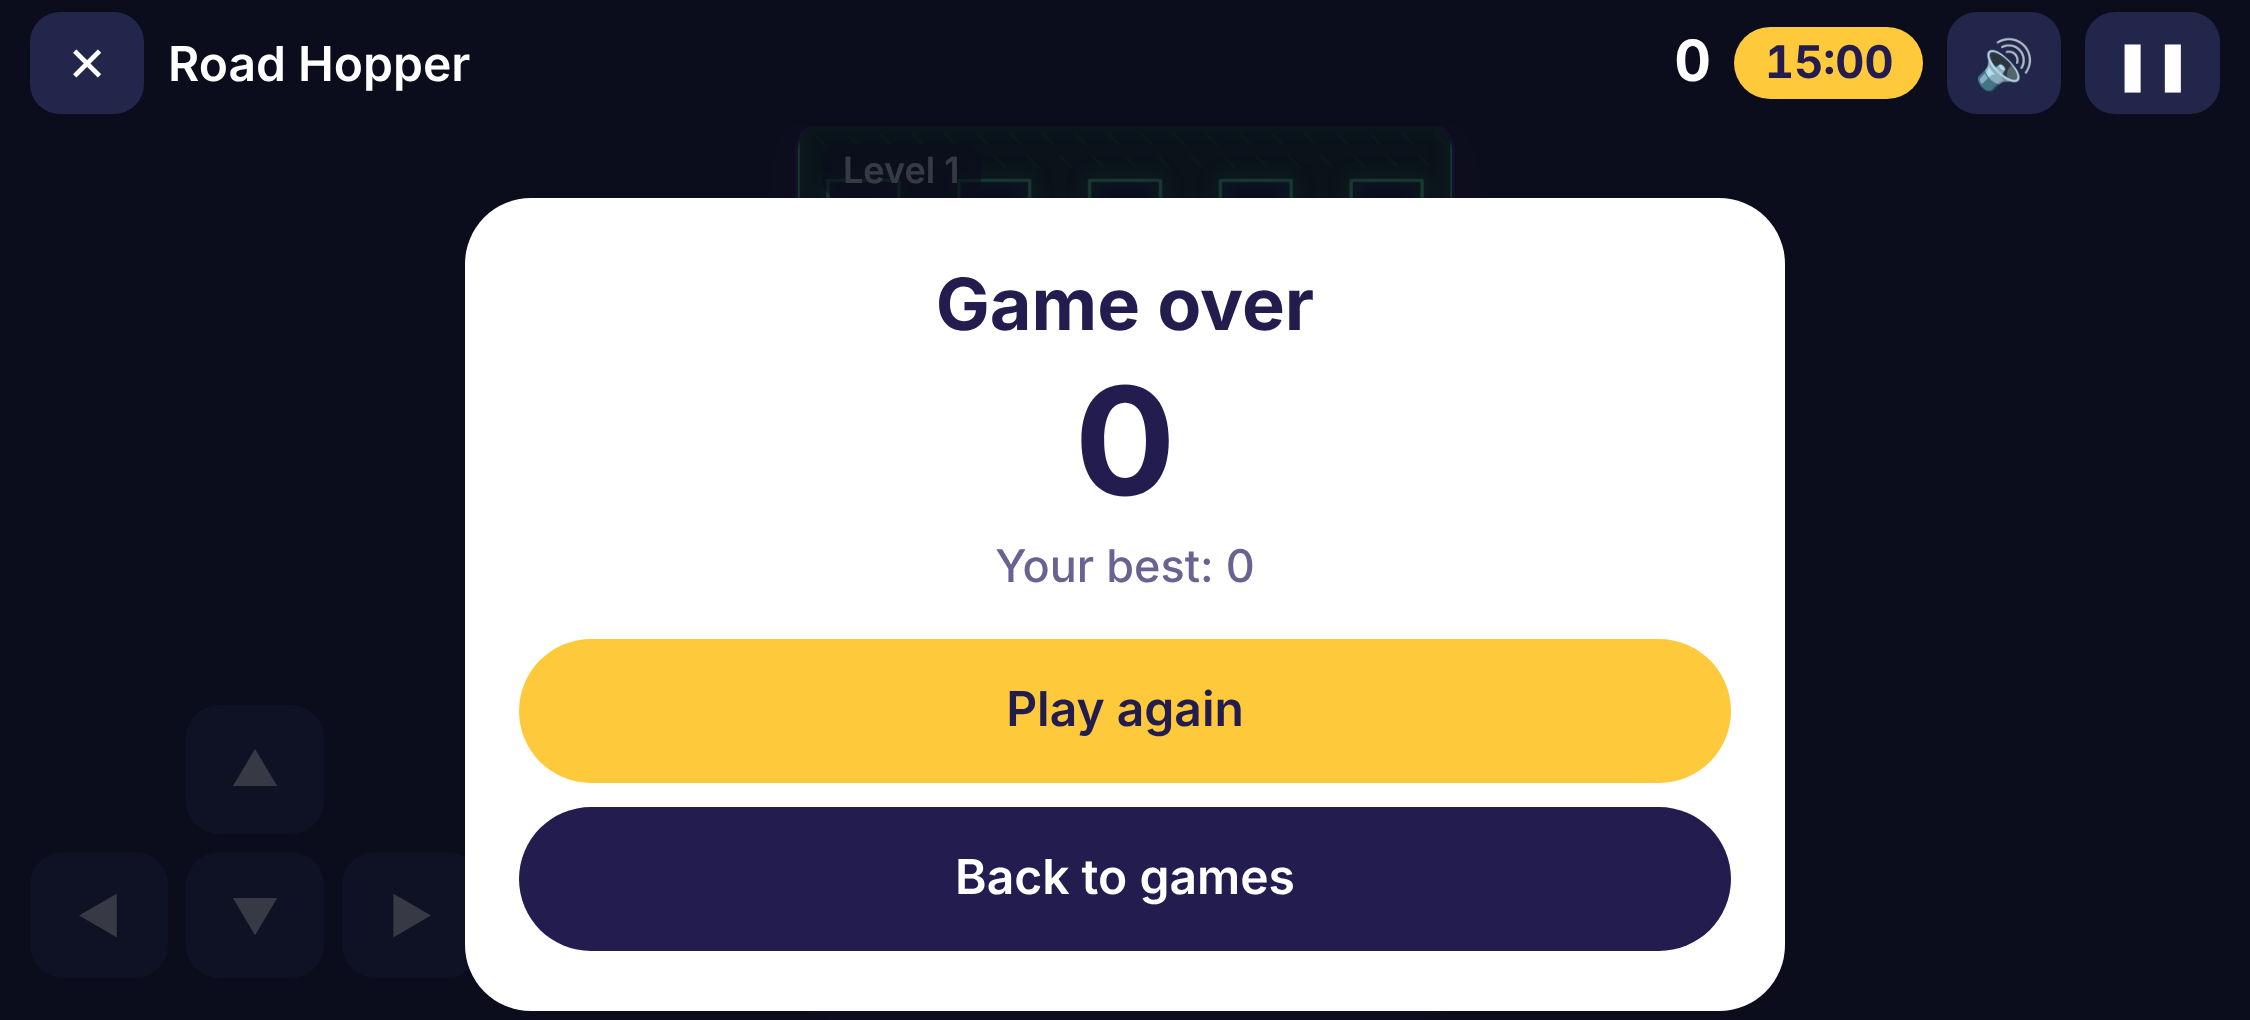 Road Hopper
0
15:00
Level 1
Game over
0
Your best: 0
Play again
Back to games